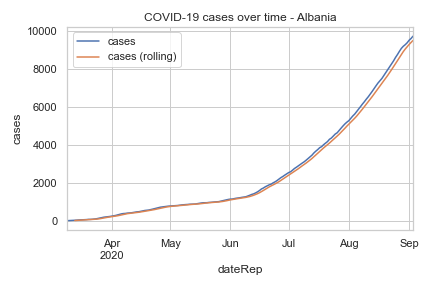 COVID-19 cases over time - Albania
cases
cases (rolling)
10000
8000
6000
4000
2000
0
cases
Apr May Jun Jul Aug Sep
2020
dateRep